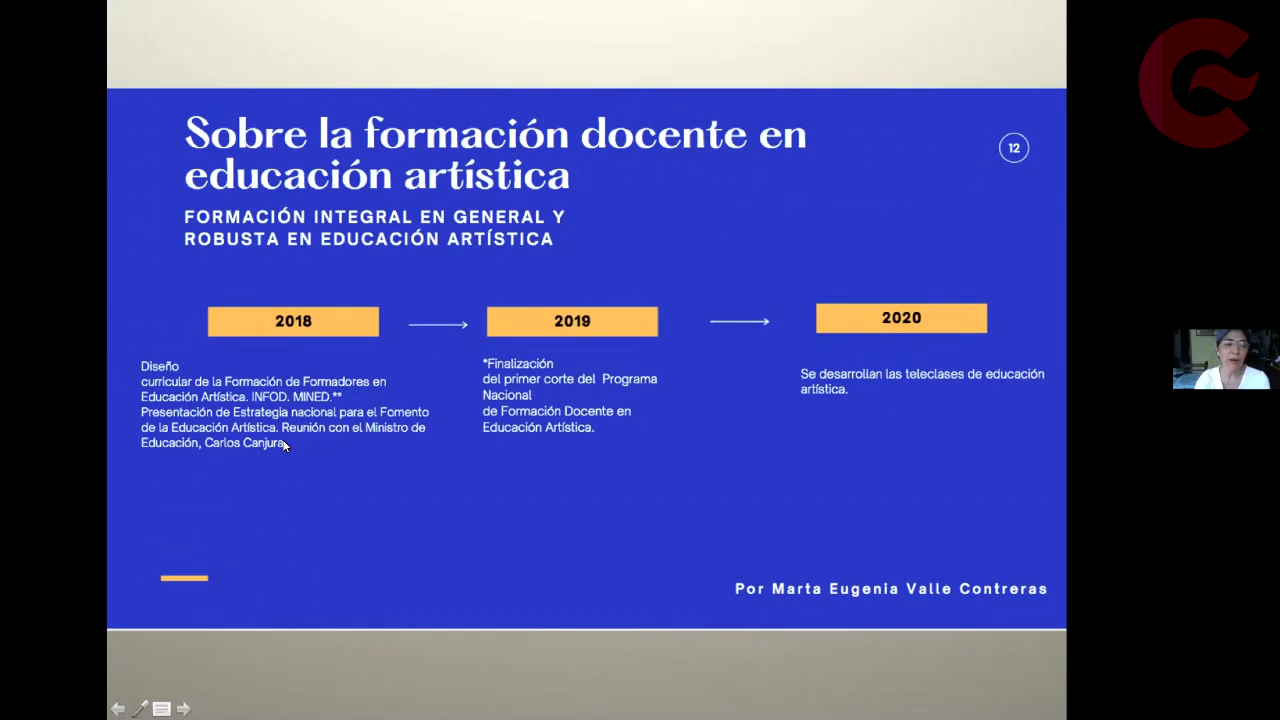 Sobre la formación docente en
educación artística
12
FORMACIÓN INTEGRAL EN GENERAL Y
ROBUSTA EN EDUCACIÓN ARTÍSTICA
2018
Diseño
curricular de la Formación de Formadores en
Educación Artística. INFOD. MINED.**
Presentación de Estrategia nacional para el Fomento
de la Educación Artística. Reunión con el Ministro de
Educación, Carlos Canjura.
2019
*Finalización
del primer corte del Programa
Nacional
de Formación Docente en
Educación Artística.
2020
Se desarrollan las teleclases de educación
artística.
Por Marta Eugenia Valle Contreras